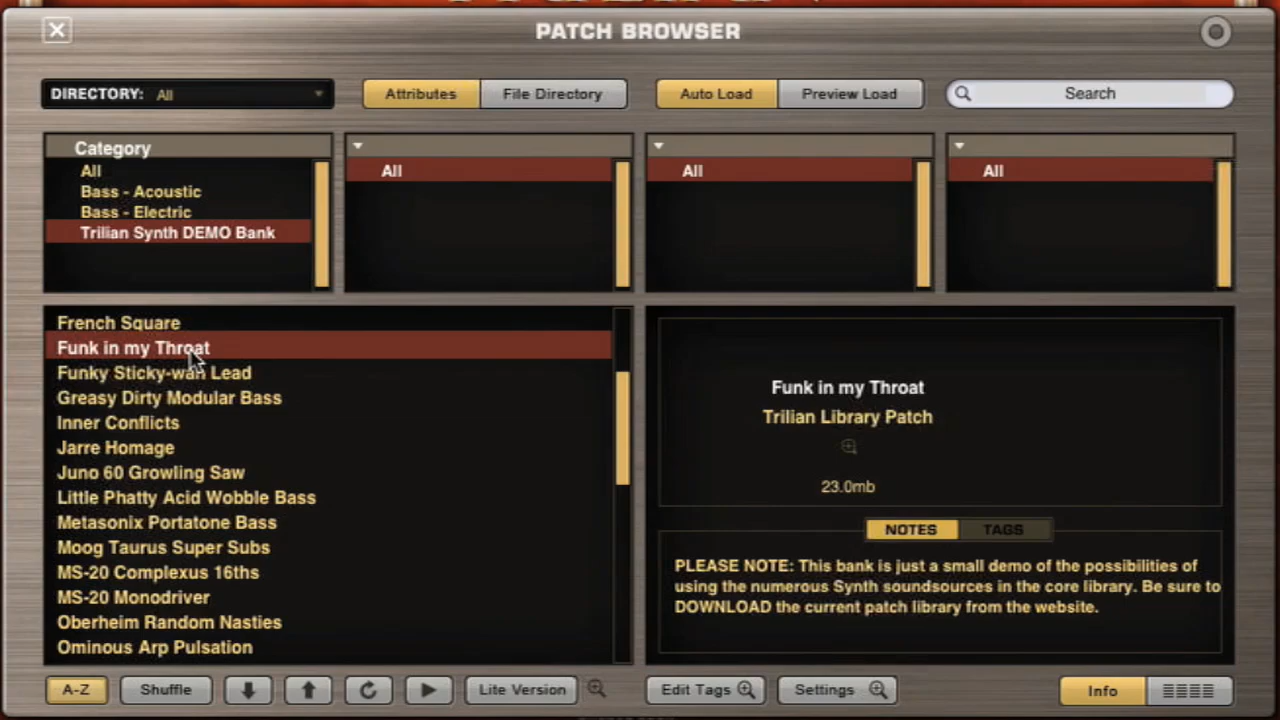 PATCH BROWSER
DIRECTORY: All
Attributes
File Directory
Auto Load
Preview Load
Search
Category
All
Bass - Acoustic
Bass - Electric
Trilian Synth DEMO Bank
All
All
All
French Square
Funk in my Throat
Funky Sticky-wah Lead
Greasy Dirty Modular Bass
Inner Conflicts
Jarre Homage
Juno 60 Growling Saw
Little Phatty Acid Wobble Bass
Metasonix Portatone Bass
Moog Taurus Super Subs
MS-20 Complexus 16ths
MS-20 Monodriver
Oberheim Random Nasties
Ominous Arp Pulsation
Funk in my Throat
Trilian Library Patch
23.0mb
NOTES
TAGS
PLEASE NOTE: This bank is just a small demo of the possibilities of
using the numerous Synth soundsources in the core library. Be sure to
DOWNLOAD the current patch library from the website.
A-Z
Shuffle
Lite Version
Edit Tags
Settings
Info